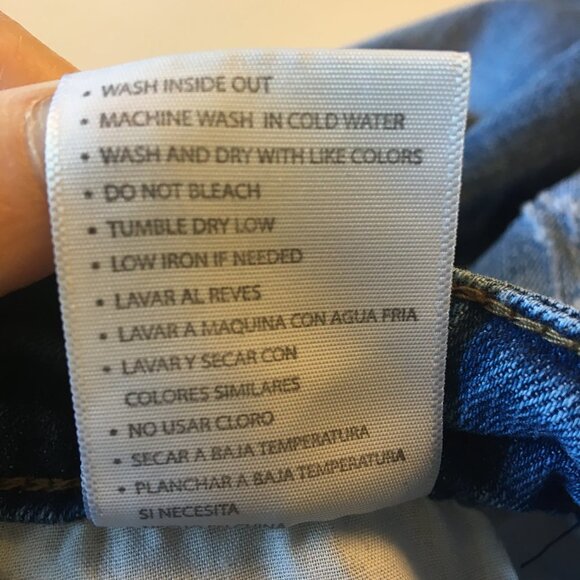 • WASH INSIDE OUT
• MACHINE WASH IN COLD WATER
• WASH AND DRY WITH LIKE COLORS
• DO NOT BLEACH
• TUMBLE DRY LOW
• LOW IRON IF NEEDED
• LAVAR AL REVES
• LAVAR A MAQUINA CON AGUA FRIA
• LAVAR Y SECAR CON
COLORES SIMILARES
• NO USAR CLORO
• SECAR A BAJA TEMPERATURA
• PLANCHAR A BAJA TEMPERATURA
SI NECESITA
CHINA